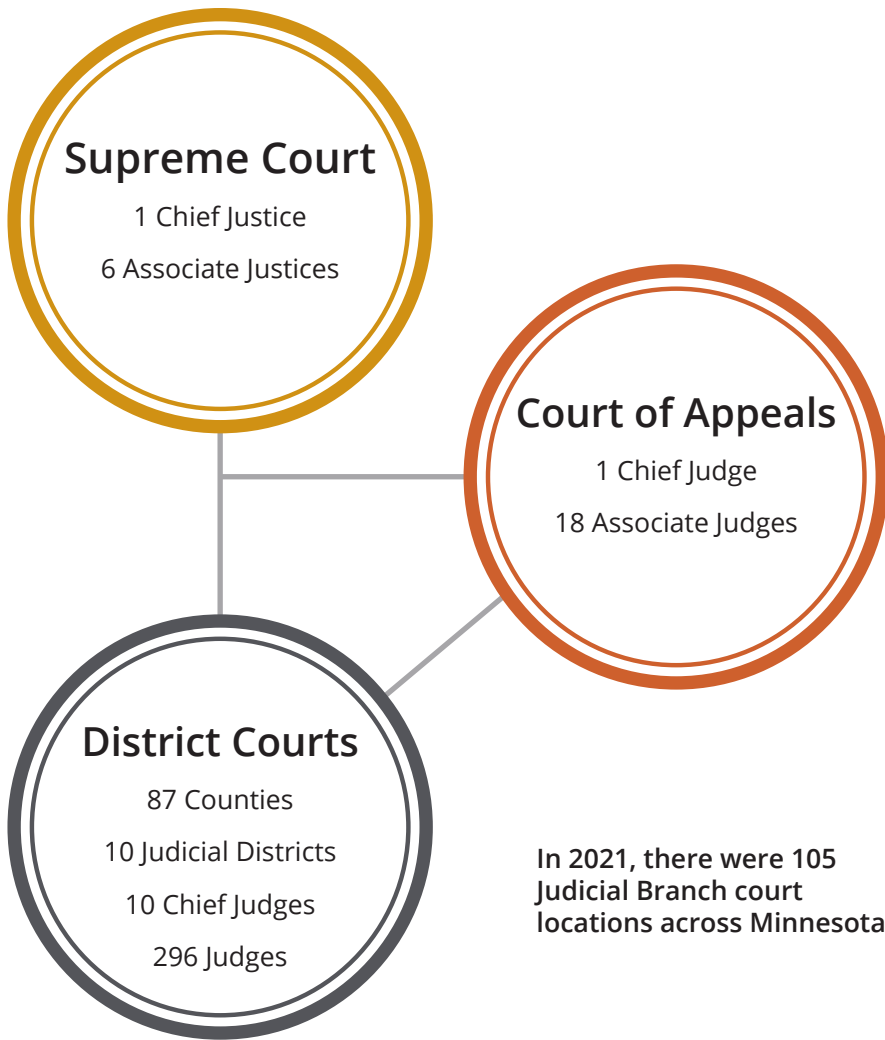 Supreme Court
1 Chief Justice
6 Associate Justices
Court of Appeals
1 Chief Judge
18 Associate Judges
District Courts
87 Counties
10 Judicial Districts
10 Chief Judges
296 Judges
In 2021, there were 105
Judicial Branch court
locations across Minnesota